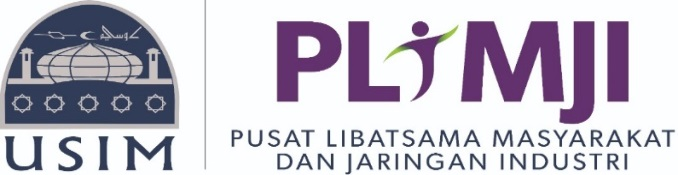 USIM
PLiMJI
PUSAT LIBATSAMA MASYARAKAT
DAN JARINGAN INDUSTRI